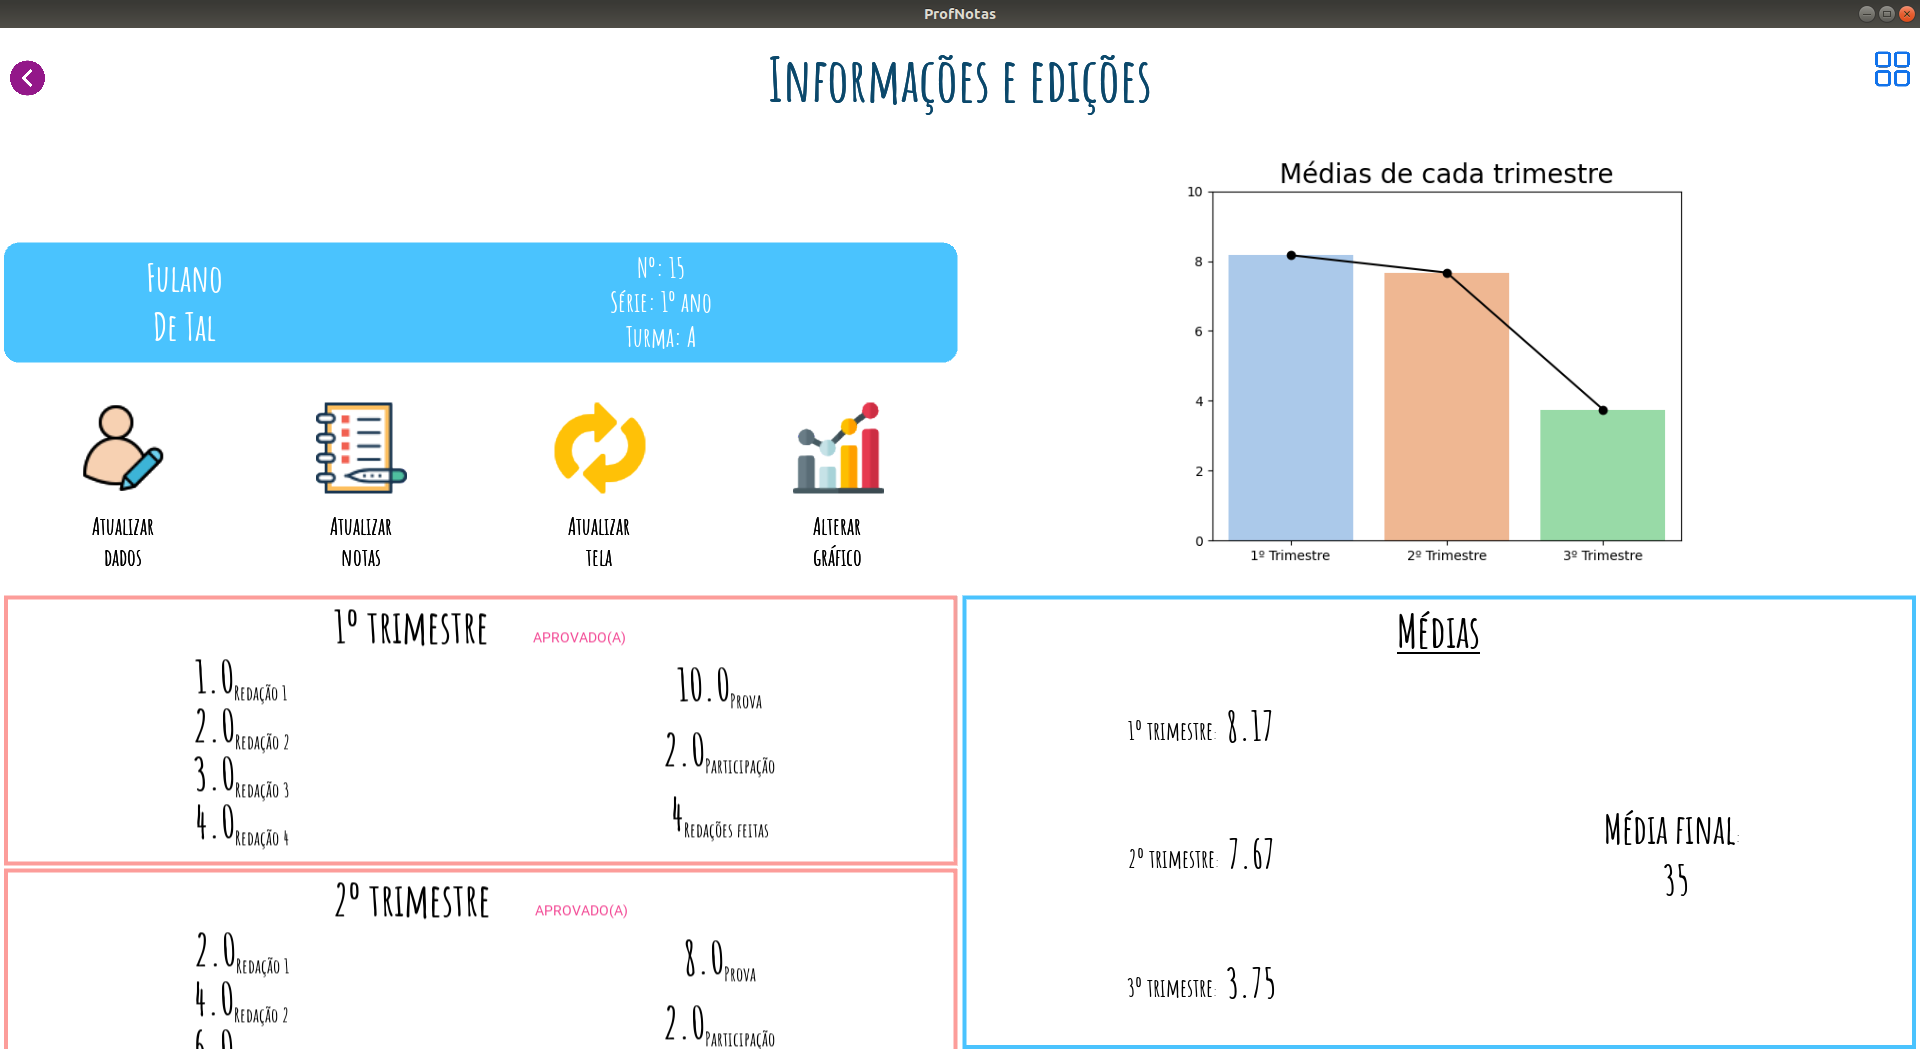 ProfNotas
Informações e edições
Fulano
De Tal
Nº: 15
Série: 1º ano
Turma: A
Atualizar
dados
Atualizar
notas
Atualizar
tela
Alterar
gráfico
Médias de cada trimestre
10
8
6
4
2
0
1º Trimestre
2º Trimestre
3º Trimestre
1º trimestre
APROVADO(A)
1.0 Redação 1
2.0 Redação 2
3.0 Redação 3
4.0 Redação 4
10.0 Prova
2.0 Participação
4 Redações feitas
2º trimestre
APROVADO(A)
2.0 Redação 1
4.0 Redação 2
6.0
8.0 Prova
2.0 Participação
Médias
1º trimestre: 8.17
2º trimestre: 7.67
3º trimestre: 3.75
Média final:
35